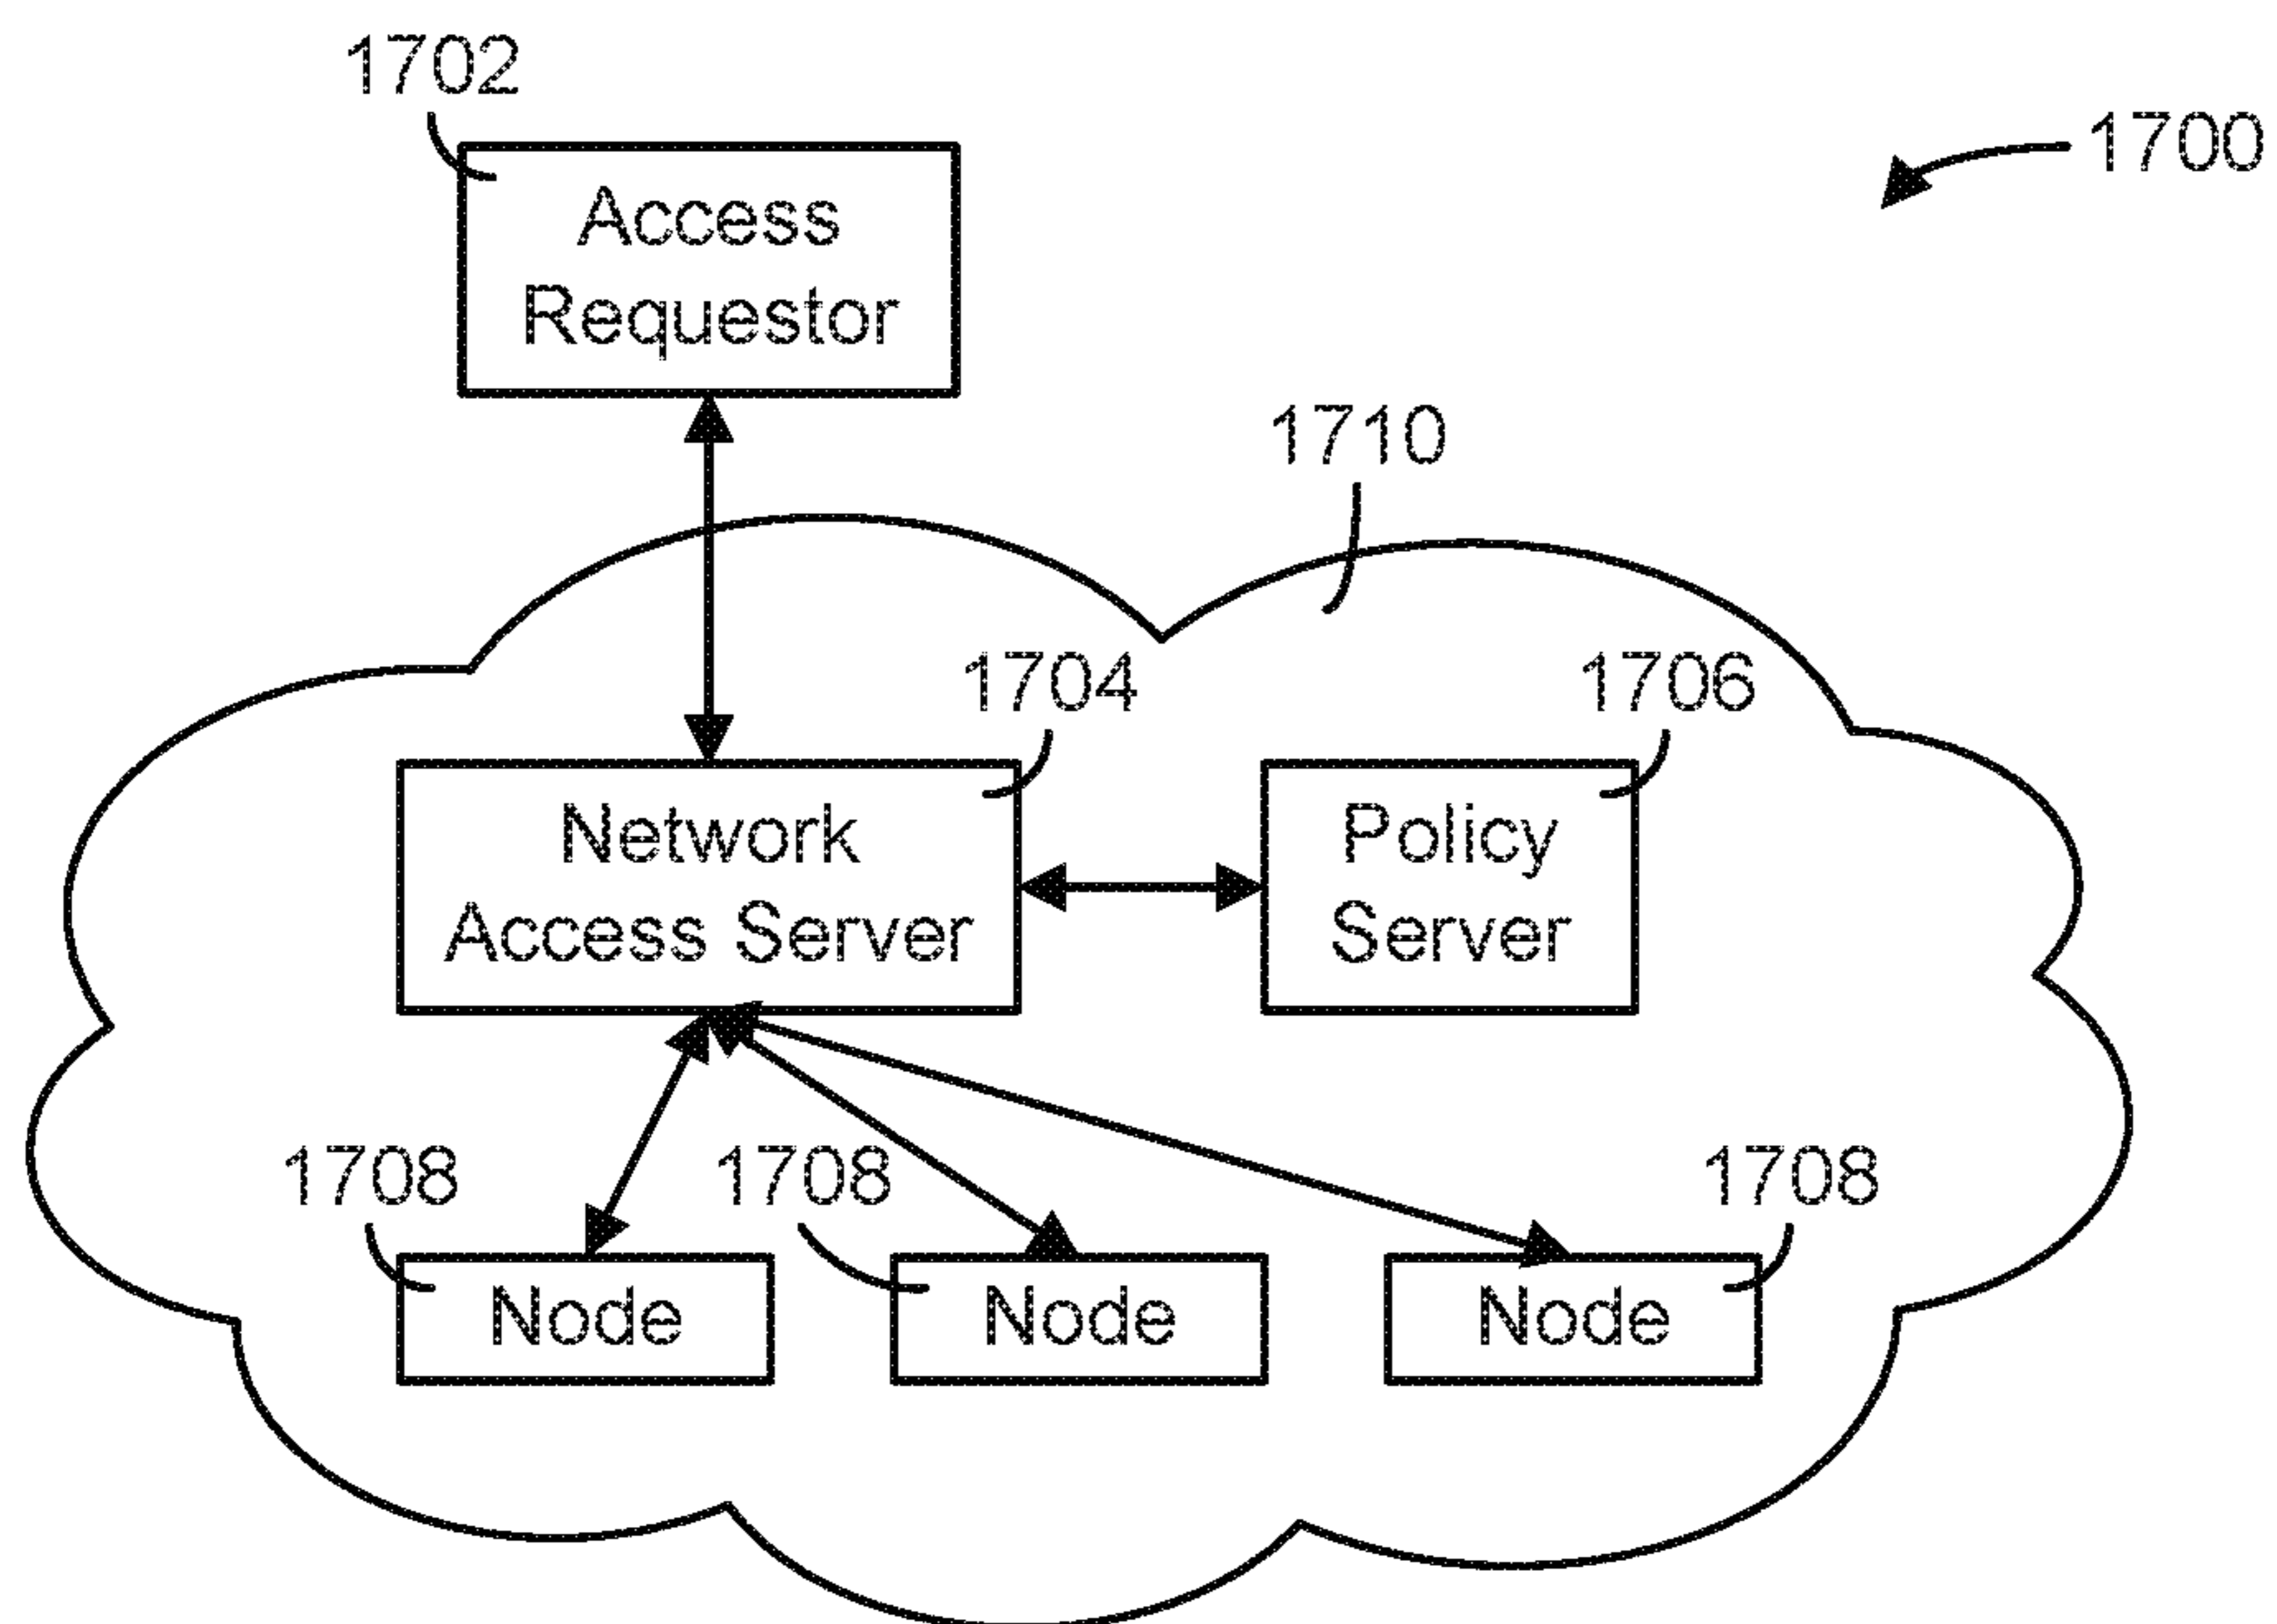 1702
1700
Access
Requestor
1710
1704
1706
Network
Access Server
Policy
Server
1708
1708
1708
Node
Node
Node